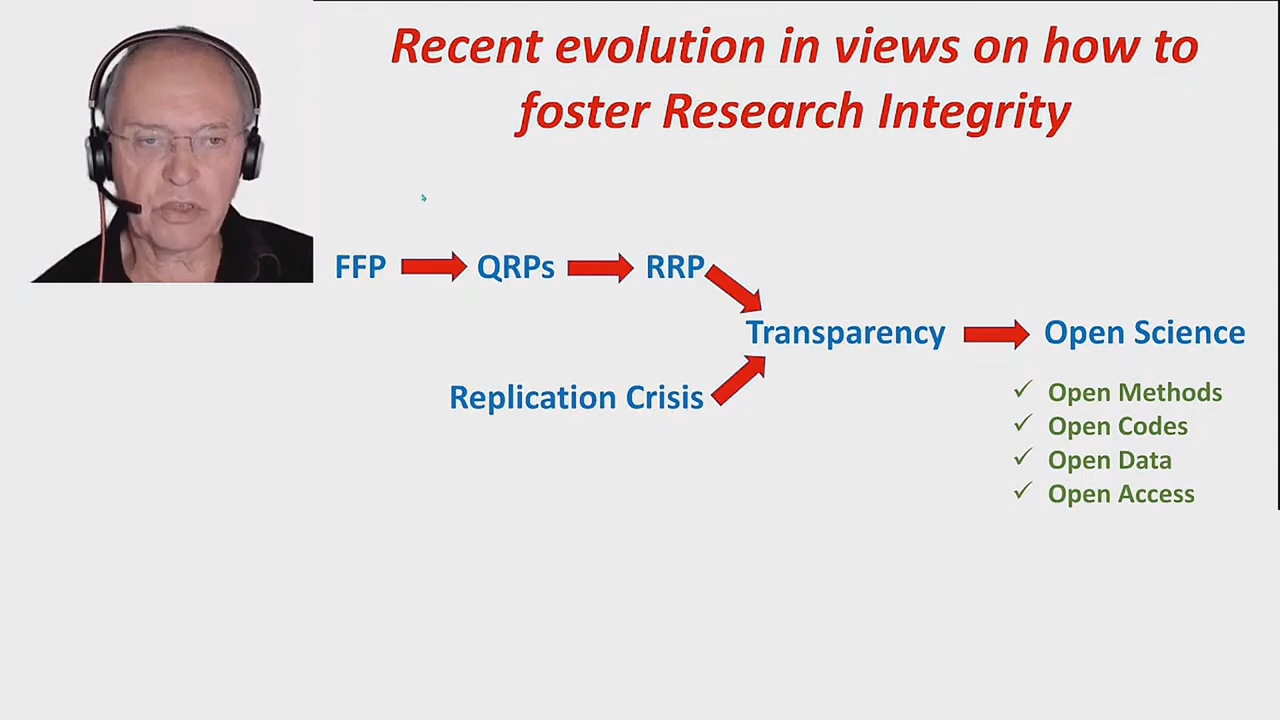 Recent evolution in views on how to
foster Research Integrity
FFP QRPs RRP
Transparency Open Science
Replication Crisis
✓ Open Methods
✓ Open Codes
✓ Open Data
✓ Open Access